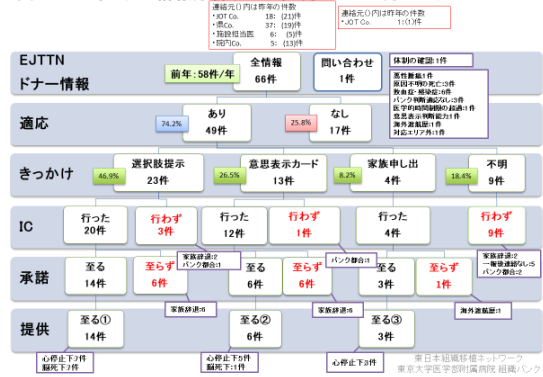 連絡元()内は昨年の件数
・JOT Co. 18: (21)件
・県Co. 37: (19)件
・施設担当医 6: (5)件
・院内Co. 5: (13)件
連絡元()内は昨年の件数
・JOT Co. 1:(1)件
EJTTN
ドナー情報
前年:58件/年
全情報
66件
問い合わせ
1件
体制の確認:1件
悪性腫瘍:1件
原因不明の死亡:3件
敗血症・感染症:6件
バンク判断適応なし:3件
医学的時間制限の超過:1件
意思表示判断能力:1件
海外渡航歴:1件
対応エリア外:1件
適応
74.2%
あり
49件
25.8%
なし
17件
きっかけ
46.9%
選択肢提示
23件
26.5%
意思表示カード
13件
8.2%
家族申し出
4件
18.4%
不明
9件
IC
行った
20件
行わず
3件
行った
12件
行わず
1件
行った
4件
行わず
9件
家族辞退:2
バンク都合:1
バンク都合:1
家族辞退:2
一報後連絡なし:5
バンク都合:2
承諾
至る
14件
至らず
6件
至る
6件
至らず
6件
至る
3件
至らず
1件
家族辞退:6
家族辞退:6
海外渡航歴:1
提供
至る①
14件
至る②
6件
至る③
3件
心停止下7件
脳死下:7件
心停止下5件
脳死下:1件
心停止下3件
東日本組織移植ネットワーク
東京大学医学部附属病院 組織バンク